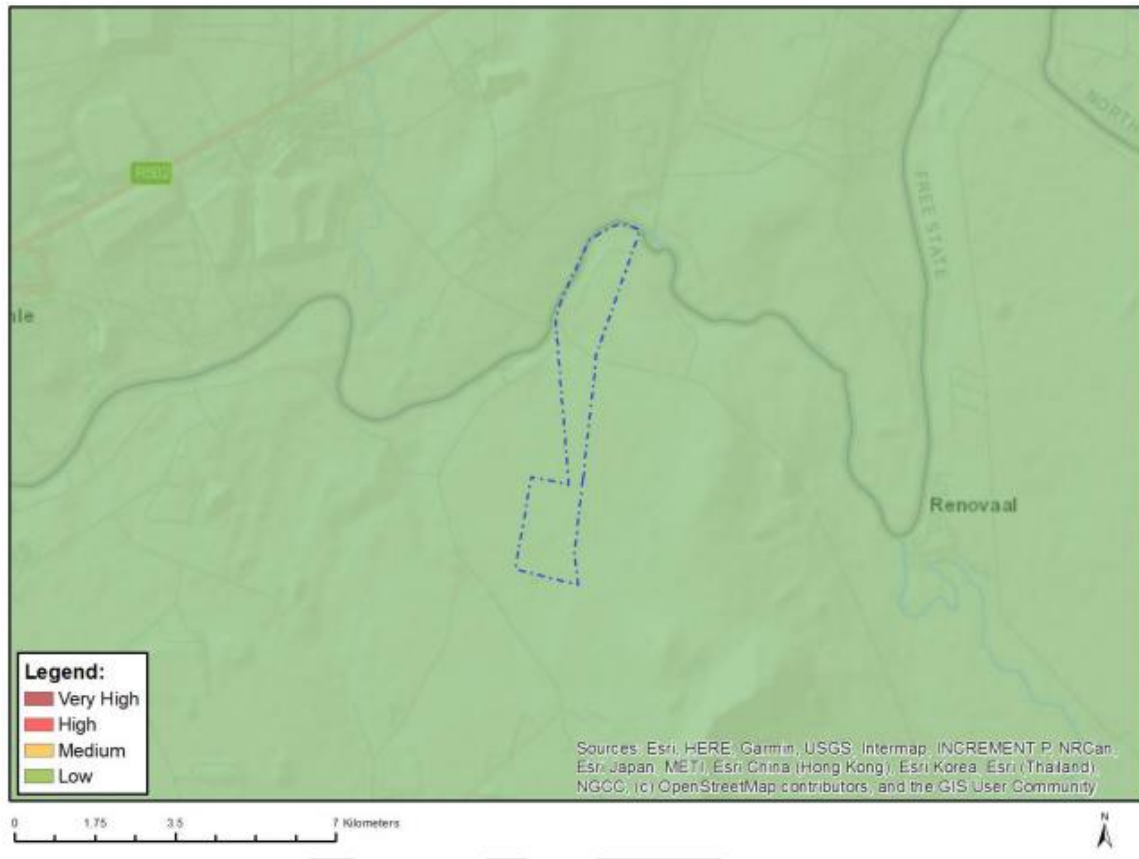 R502
NORTH
FREE STATE
nle
Renovaal
Legend:
Very High
High
Medium
Low
Sources: Esri, HERE, Garmin, USGS, Intermap, INCREMENT P, NRCan,
Esri Japan, METI, Esri China (Hong Kong), Esri Korea, Esri (Thailand),
NGCC, (c) OpenStreetMap contributors, and the GIS User Community
0 1.75 3.5 7 Kilometers
N